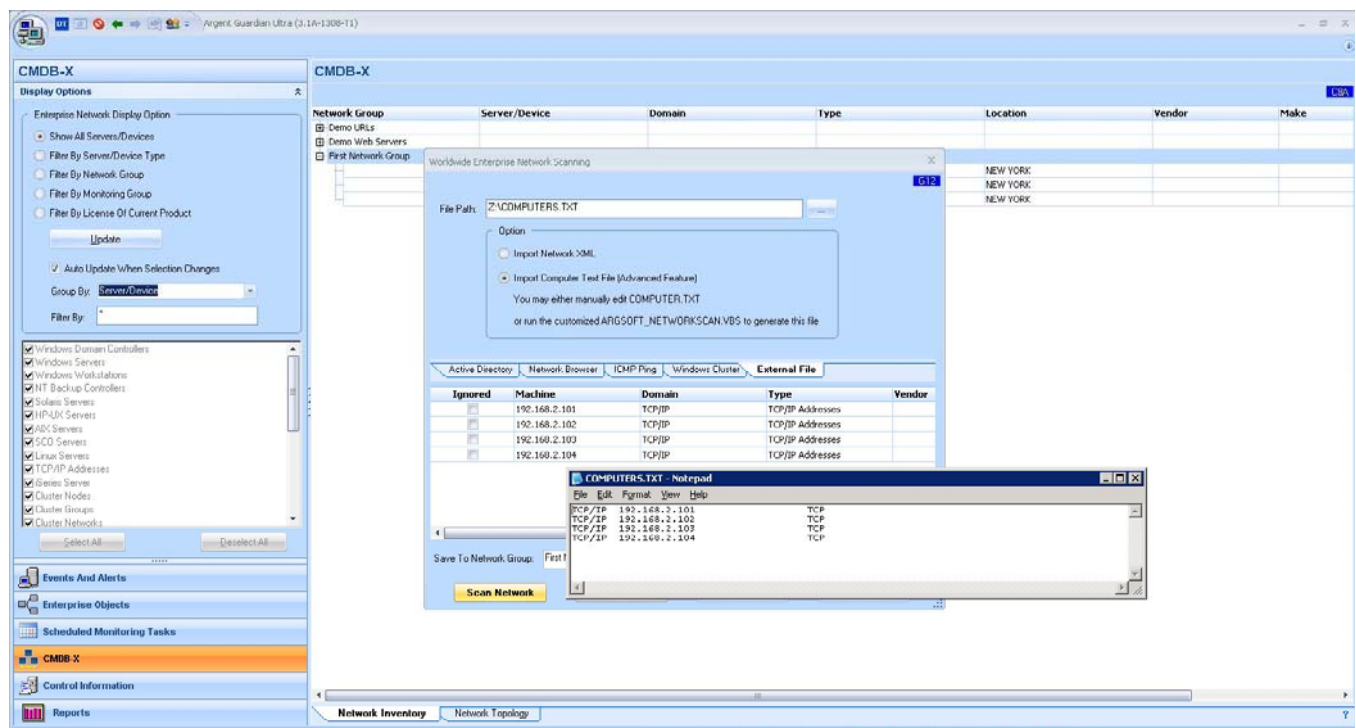 Argent Guardian Ultra (3.1A-1308-T1)
CMDB-X
Display Options
Enterprise Network Display Option
Show All Servers/Devices
Filter By Server/Device Type
Filter By Network Group
Filter By Monitoring Group
Filter By License Of Current Product
Update
Auto Update When Selection Changes
Group By: Server/Device
Filter By: *
Windows Domain Controllers
Windows Servers
Windows Workstations
NT Backup Controllers
Solaris Servers
HP-UX Servers
AIX Servers
SCO Servers
Linux Servers
TCP/IP Addresses
iSeries Server
Cluster Nodes
Cluster Groups
Cluster Networks
Select All Deselect All
Events And Alerts
Enterprise Objects
Scheduled Monitoring Tasks
CMDB-X
Control Information
Reports
CMDB-X
C8A
Network Group Server/Device Domain Type Location Vendor Make
Demo URLs
Demo Web Servers
First Network Group
NEW YORK
NEW YORK
NEW YORK
Worldwide Enterprise Network Scanning
G12
File Path: Z:\COMPUTERS.TXT ...
Option
Import Network XML
Import Computer Text File (Advanced Feature)
You may either manually edit COMPUTER.TXT
or run the customized ARGSOFT_NETWORKSCAN.VBS to generate this file
Active Directory Network Browser ICMP Ping Windows Cluster External File
Ignored Machine Domain Type Vendor
192.168.2.101 TCP/IP TCP/IP Addresses
192.168.2.102 TCP/IP TCP/IP Addresses
192.168.2.103 TCP/IP TCP/IP Addresses
192.168.2.104 TCP/IP TCP/IP Addresses
Save To Network Group: First
Scan Network
COMPUTERS.TXT - Notepad
File Edit Format View Help
TCP/IP 192.168.2.101 TCP
TCP/IP 192.168.2.102 TCP
TCP/IP 192.168.2.103 TCP
TCP/IP 192.168.2.104 TCP
Network Inventory Network Topology